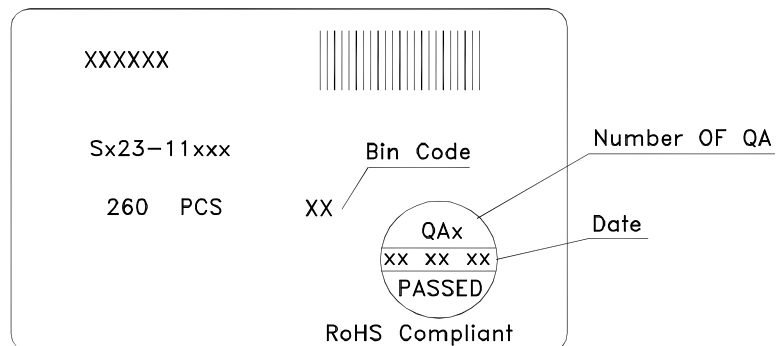 XXXXXX
Sx23-11xxx
Bin Code
Number OF QA
260 PCS
XX
QAx
Date
xx xx xx
PASSED
RoHS Compliant